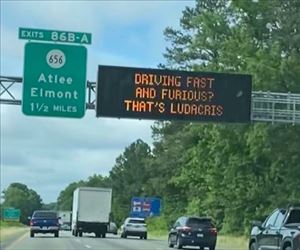 EXITS 86B-A
656
Atlee
Elmont
1 1/2 MILES
DRIVING FAST
AND FURIOUS?
THAT'S LUDACRIS